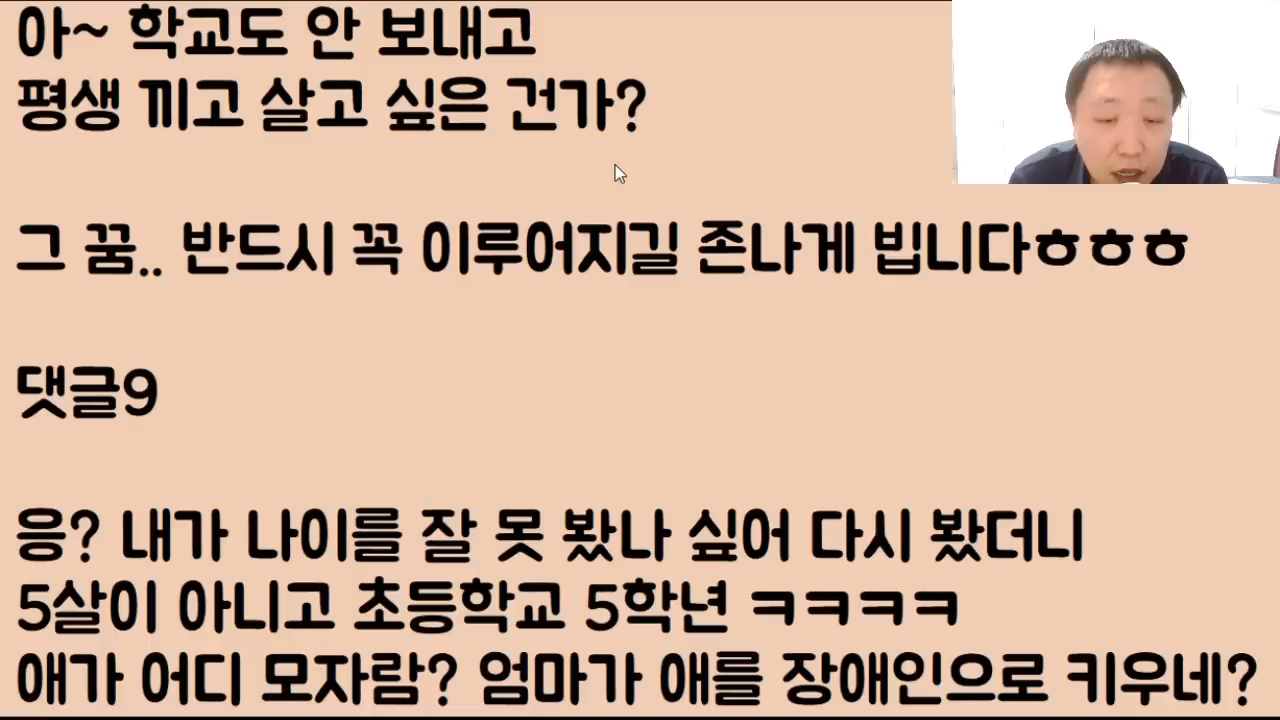 아~ 학교도 안 보내고
평생 끼고 살고 싶은 건가?
그 꿈.. 반드시 꼭 이루어지길 존나게 빕니다ㅎㅎㅎ
댓글9
응? 내가 나이를 잘 못 봤나 싶어 다시 봤더니
5살이 아니고 초등학교 5학년 ㅋㅋㅋㅋ
애가 어디 모자람? 엄마가 애를 장애인으로 키우네?